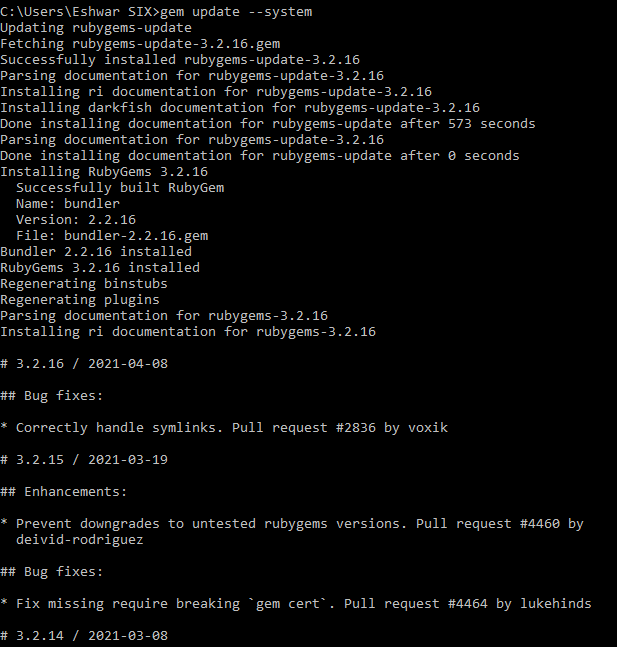 C:\Users\Eshwar SIX>gem update --system
Updating rubygems-update
Fetching rubygems-update-3.2.16.gem
Successfully installed rubygems-update-3.2.16
Parsing documentation for rubygems-update-3.2.16
Installing ri documentation for rubygems-update-3.2.16
Installing darkfish documentation for rubygems-update-3.2.16
Done installing documentation for rubygems-update after 573 seconds
Parsing documentation for rubygems-update-3.2.16
Done installing documentation for rubygems-update after 0 seconds
Installing RubyGems 3.2.16
  Successfully built RubyGem
  Name: bundler
  Version: 2.2.16
  File: bundler-2.2.16.gem
Bundler 2.2.16 installed
RubyGems 3.2.16 installed
Regenerating binstubs
Regenerating plugins
Parsing documentation for rubygems-3.2.16
Installing ri documentation for rubygems-3.2.16
# 3.2.16 / 2021-04-08
## Bug fixes:
* Correctly handle symlinks. Pull request #2836 by voxik
# 3.2.15 / 2021-03-19
## Enhancements:
* Prevent downgrades to untested rubygems versions. Pull request #4460 by
  deivid-rodriguez
## Bug fixes:
* Fix missing require breaking `gem cert`. Pull request #4464 by lukehinds
# 3.2.14 / 2021-03-08